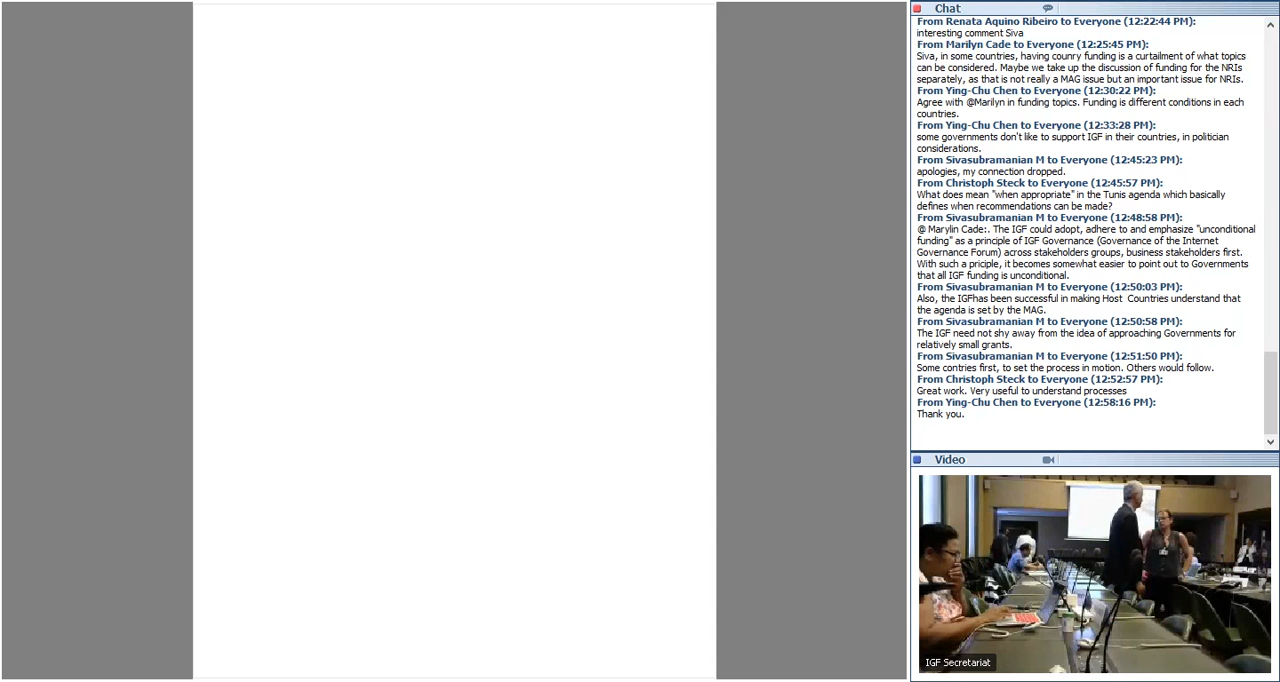 Chat
From Renata Aquino Ribeiro to Everyone (12:22:44 PM):
interesting comment Siva
From Marilyn Cade to Everyone (12:25:45 PM):
Siva, in some countries, having counry funding is a curtailment of what topics
can be considered. Maybe we take up the discussion of funding for the NRIs
separately, as that is not really a MAG issue but an important issue for NRIs.
From Ying-Chu Chen to Everyone (12:30:22 PM):
Agree with @Marilyn in funding topics. Funding is different conditions in each
countries.
From Ying-Chu Chen to Everyone (12:33:28 PM):
some governments don't like to support IGF in their countries, in politician
considerations.
From Sivasubramanian M to Everyone (12:45:23 PM):
apologies, my connection dropped.
From Christoph Steck to Everyone (12:45:57 PM):
What does mean "when appropriate" in the Tunis agenda which basically
defines when recommendations can be made?
From Sivasubramanian M to Everyone (12:48:58 PM):
@ Marylin Cade:. The IGF could adopt, adhere to and emphasize "unconditional
funding" as a principle of IGF Governance (Governance of the Internet
Governance Forum) across stakeholders groups, business stakeholders first.
With such a priciple, it becomes somewhat easier to point out to Governments
that all IGF funding is unconditional.
From Sivasubramanian M to Everyone (12:50:03 PM):
Also, the IGFhas been successful in making Host Countries understand that
the agenda is set by the MAG.
From Sivasubramanian M to Everyone (12:50:58 PM):
The IGF need not shy away from the idea of approaching Governments for
relatively small grants.
From Sivasubramanian M to Everyone (12:51:50 PM):
Some contries first, to set the process in motion. Others would follow.
From Christoph Steck to Everyone (12:52:57 PM):
Great work. Very useful to understand processes
From Ying-Chu Chen to Everyone (12:58:16 PM):
Thank you.
Video
IGF Secretariat